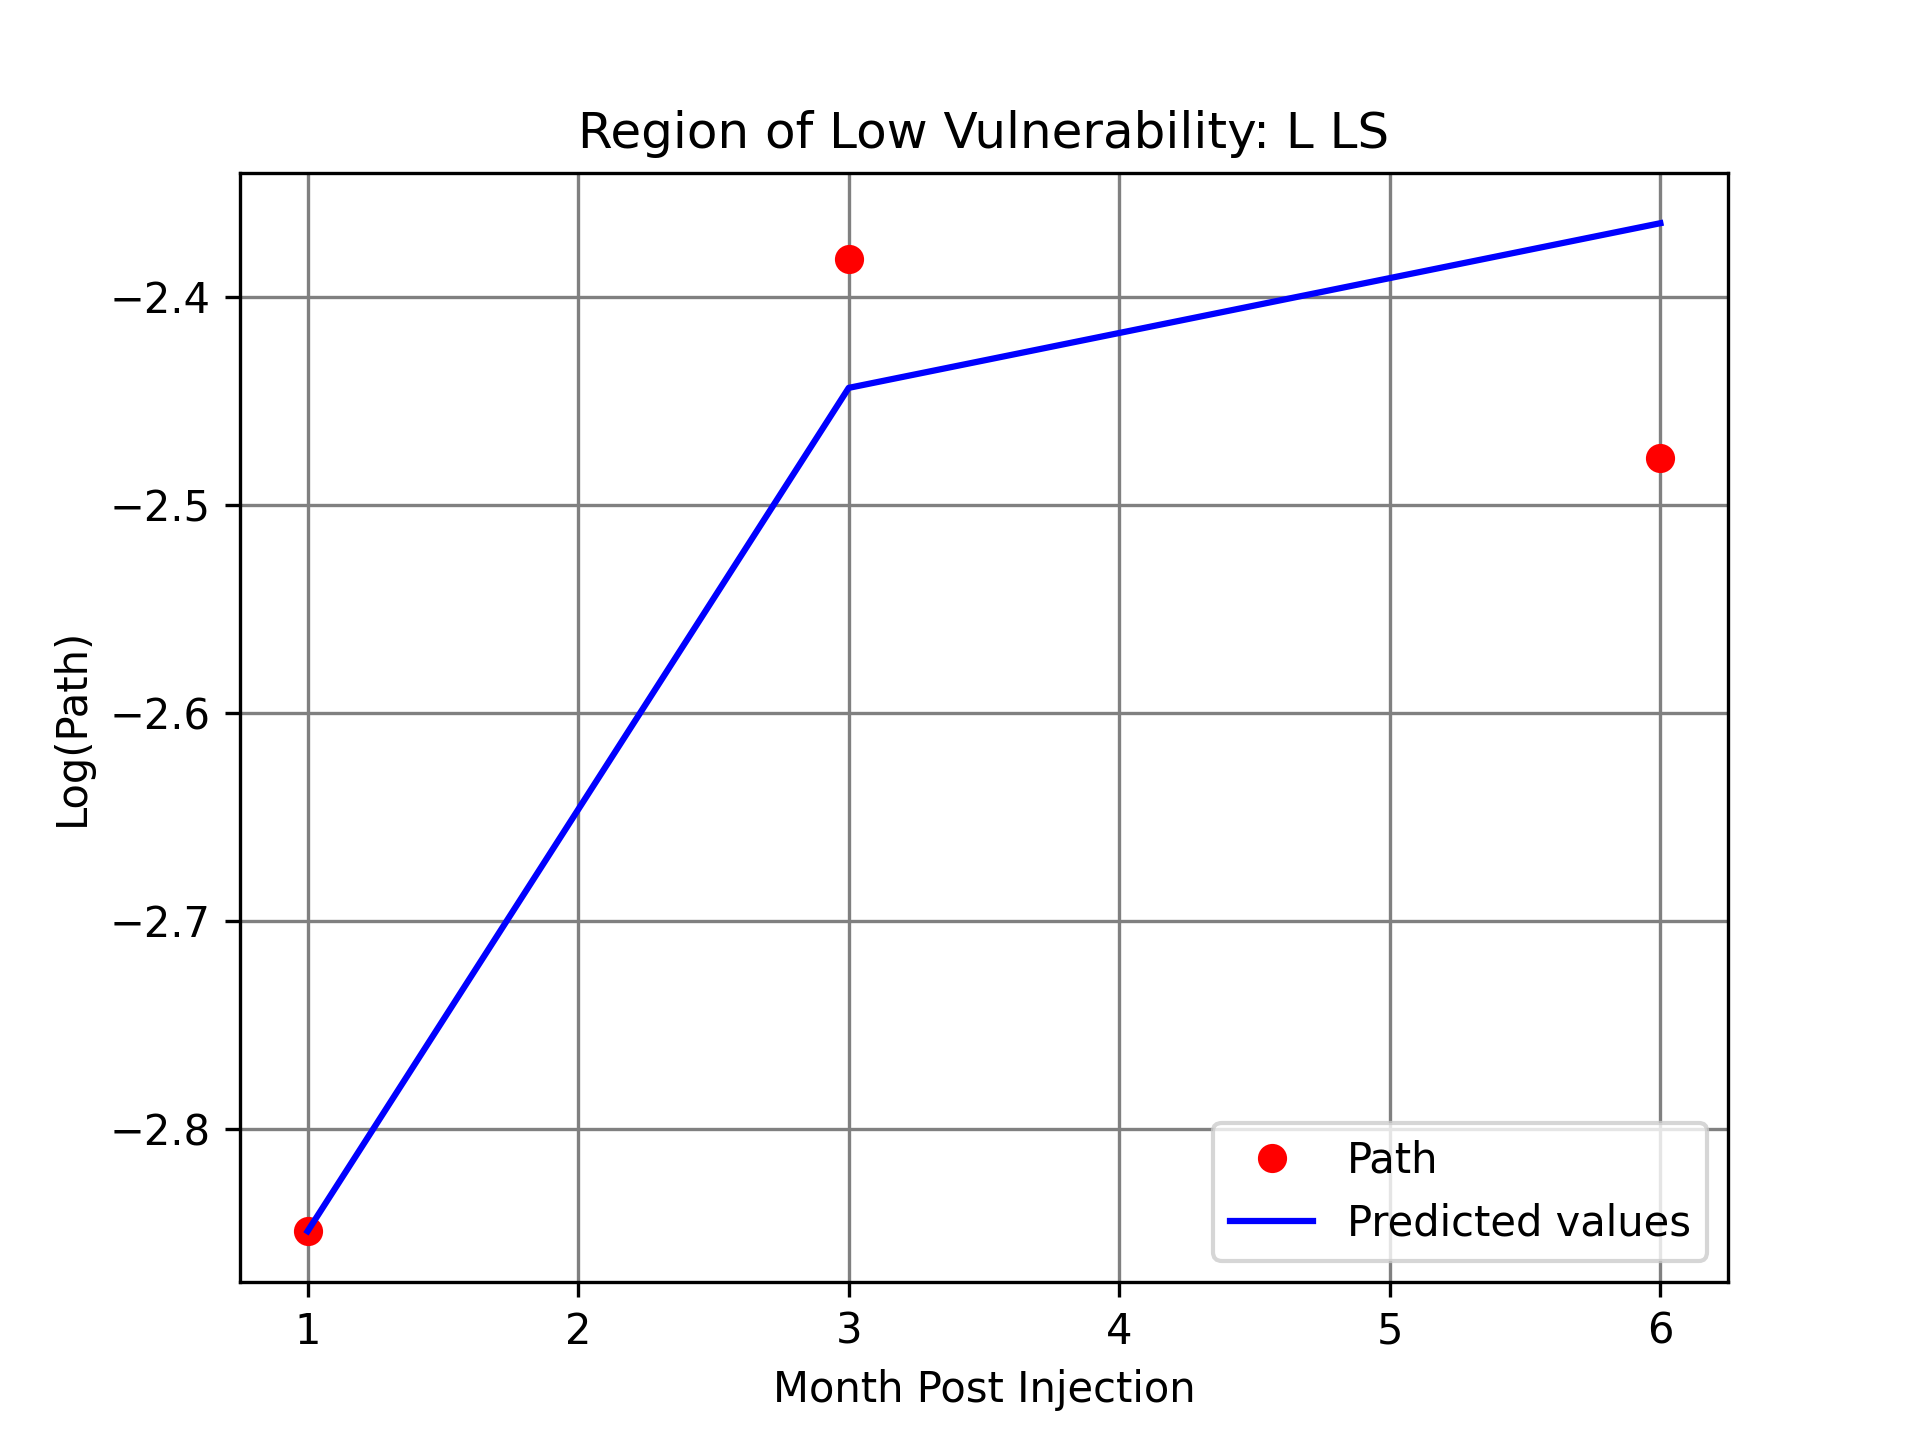 Region of Low Vulnerability: L LS
−2.4
−2.5
−2.6
−2.7
−2.8
Log(Path)
1 2 3 4 5 6
Month Post Injection
Path
Predicted values